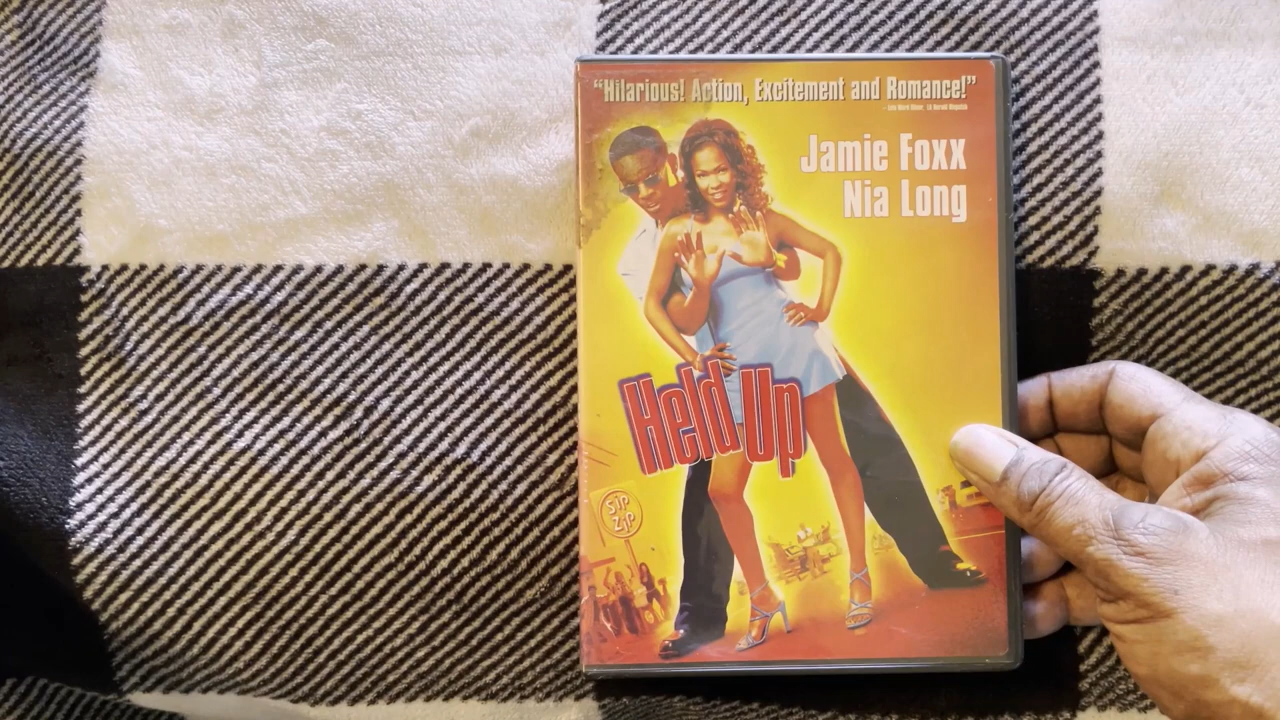 “Hilarious! Action, Excitement and Romance!”
Jamie Foxx
Nia Long
Held Up
Sip
Zip